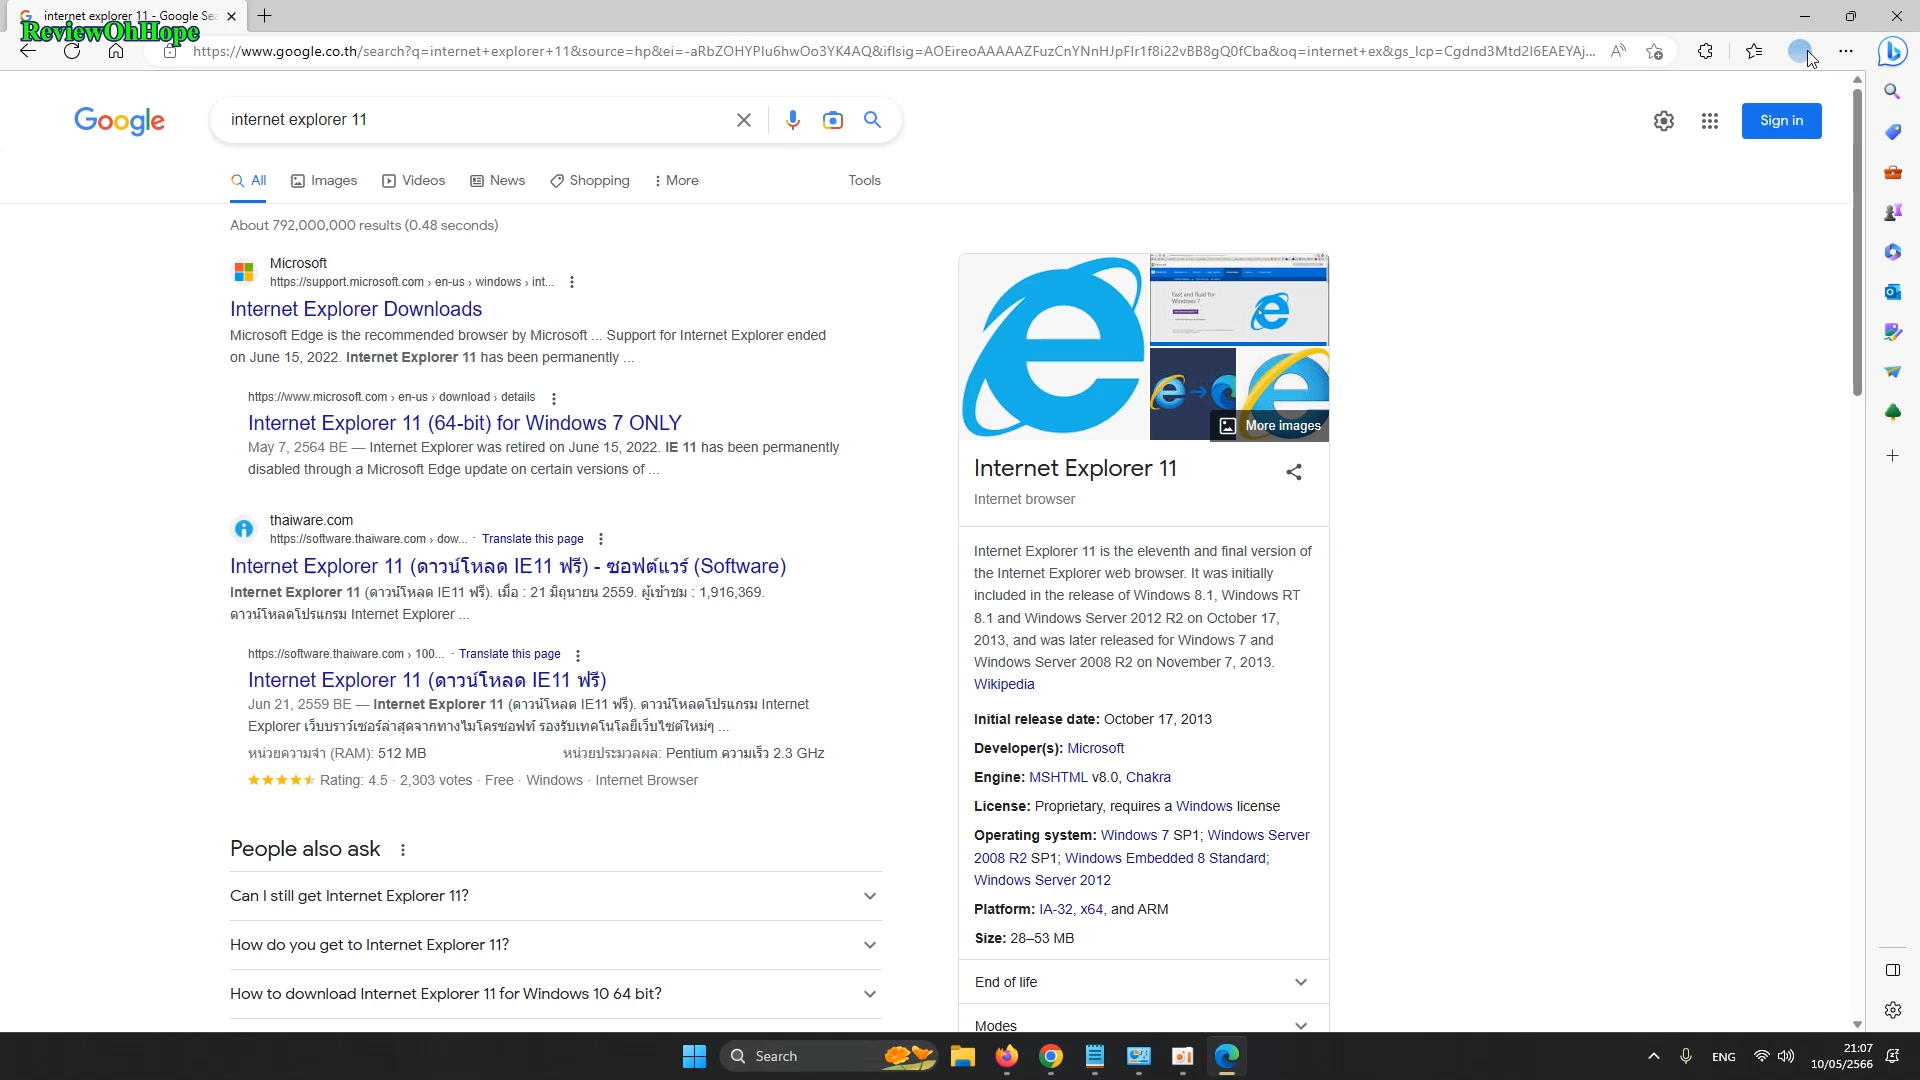 internet explorer 11 - Google Sea
ReviewOhHope
https://www.google.co.th/search?q=internet+explorer+11&source=hp&ei=-aRbZOHYPIu6hwOo3YK4AQ&iflsig=AOEireoAAAAAZFuzCnYNnHJpFIr1f8i22vBB8gQ0fCba&oq=internet+ex&gs_lcp=Cgdnd3Mtd2l6EAEYAj...
Google
internet explorer 11
Sign in
All
Images
Videos
News
Shopping
More
Tools
About 792,000,000 results (0.48 seconds)
Microsoft
https://support.microsoft.com › en-us › windows › int...
Internet Explorer Downloads
Microsoft Edge is the recommended browser by Microsoft ... Support for Internet Explorer ended
on June 15, 2022. Internet Explorer 11 has been permanently ...
https://www.microsoft.com › en-us › download › details
Internet Explorer 11 (64-bit) for Windows 7 ONLY
May 7, 2564 BE — Internet Explorer was retired on June 15, 2022. IE 11 has been permanently
disabled through a Microsoft Edge update on certain versions of ...
thaiware.com
https://software.thaiware.com › dow... · Translate this page
Internet Explorer 11 (ดาวน์โหลด IE11 ฟรี) - ซอฟต์แวร์ (Software)
Internet Explorer 11 (ดาวน์โหลด IE11 ฟรี). เมื่อ : 21 มิถุนายน 2559. ผู้เข้าชม : 1,916,369.
ดาวน์โหลดโปรแกรม Internet Explorer ...
https://software.thaiware.com › 100... · Translate this page
Internet Explorer 11 (ดาวน์โหลด IE11 ฟรี)
Jun 21, 2559 BE — Internet Explorer 11 (ดาวน์โหลด IE11 ฟรี). ดาวน์โหลดโปรแกรม Internet
Explorer เว็บบราว์เซอร์ล่าสุดจากทางไมโครซอฟท์ รองรับเทคโนโลยีเว็บไซต์ใหม่ๆ ...
หน่วยความจำ (RAM): 512 MB
หน่วยประมวลผล: Pentium ความเร็ว 2.3 GHz
Rating: 4.5 · 2,303 votes · Free · Windows · Internet Browser
People also ask
Can I still get Internet Explorer 11?
How do you get to Internet Explorer 11?
How to download Internet Explorer 11 for Windows 10 64 bit?
Fast and fluid for
Windows 7
More images
Internet Explorer 11
Internet browser
Internet Explorer 11 is the eleventh and final version of
the Internet Explorer web browser. It was initially
included in the release of Windows 8.1, Windows RT
8.1 and Windows Server 2012 R2 on October 17,
2013, and was later released for Windows 7 and
Windows Server 2008 R2 on November 7, 2013.
Wikipedia
Initial release date: October 17, 2013
Developer(s): Microsoft
Engine: MSHTML v8.0, Chakra
License: Proprietary, requires a Windows license
Operating system: Windows 7 SP1; Windows Server
2008 R2 SP1; Windows Embedded 8 Standard;
Windows Server 2012
Platform: IA-32, x64, and ARM
Size: 28–53 MB
End of life
Modes
Search
ENG
21:07
10/05/2566